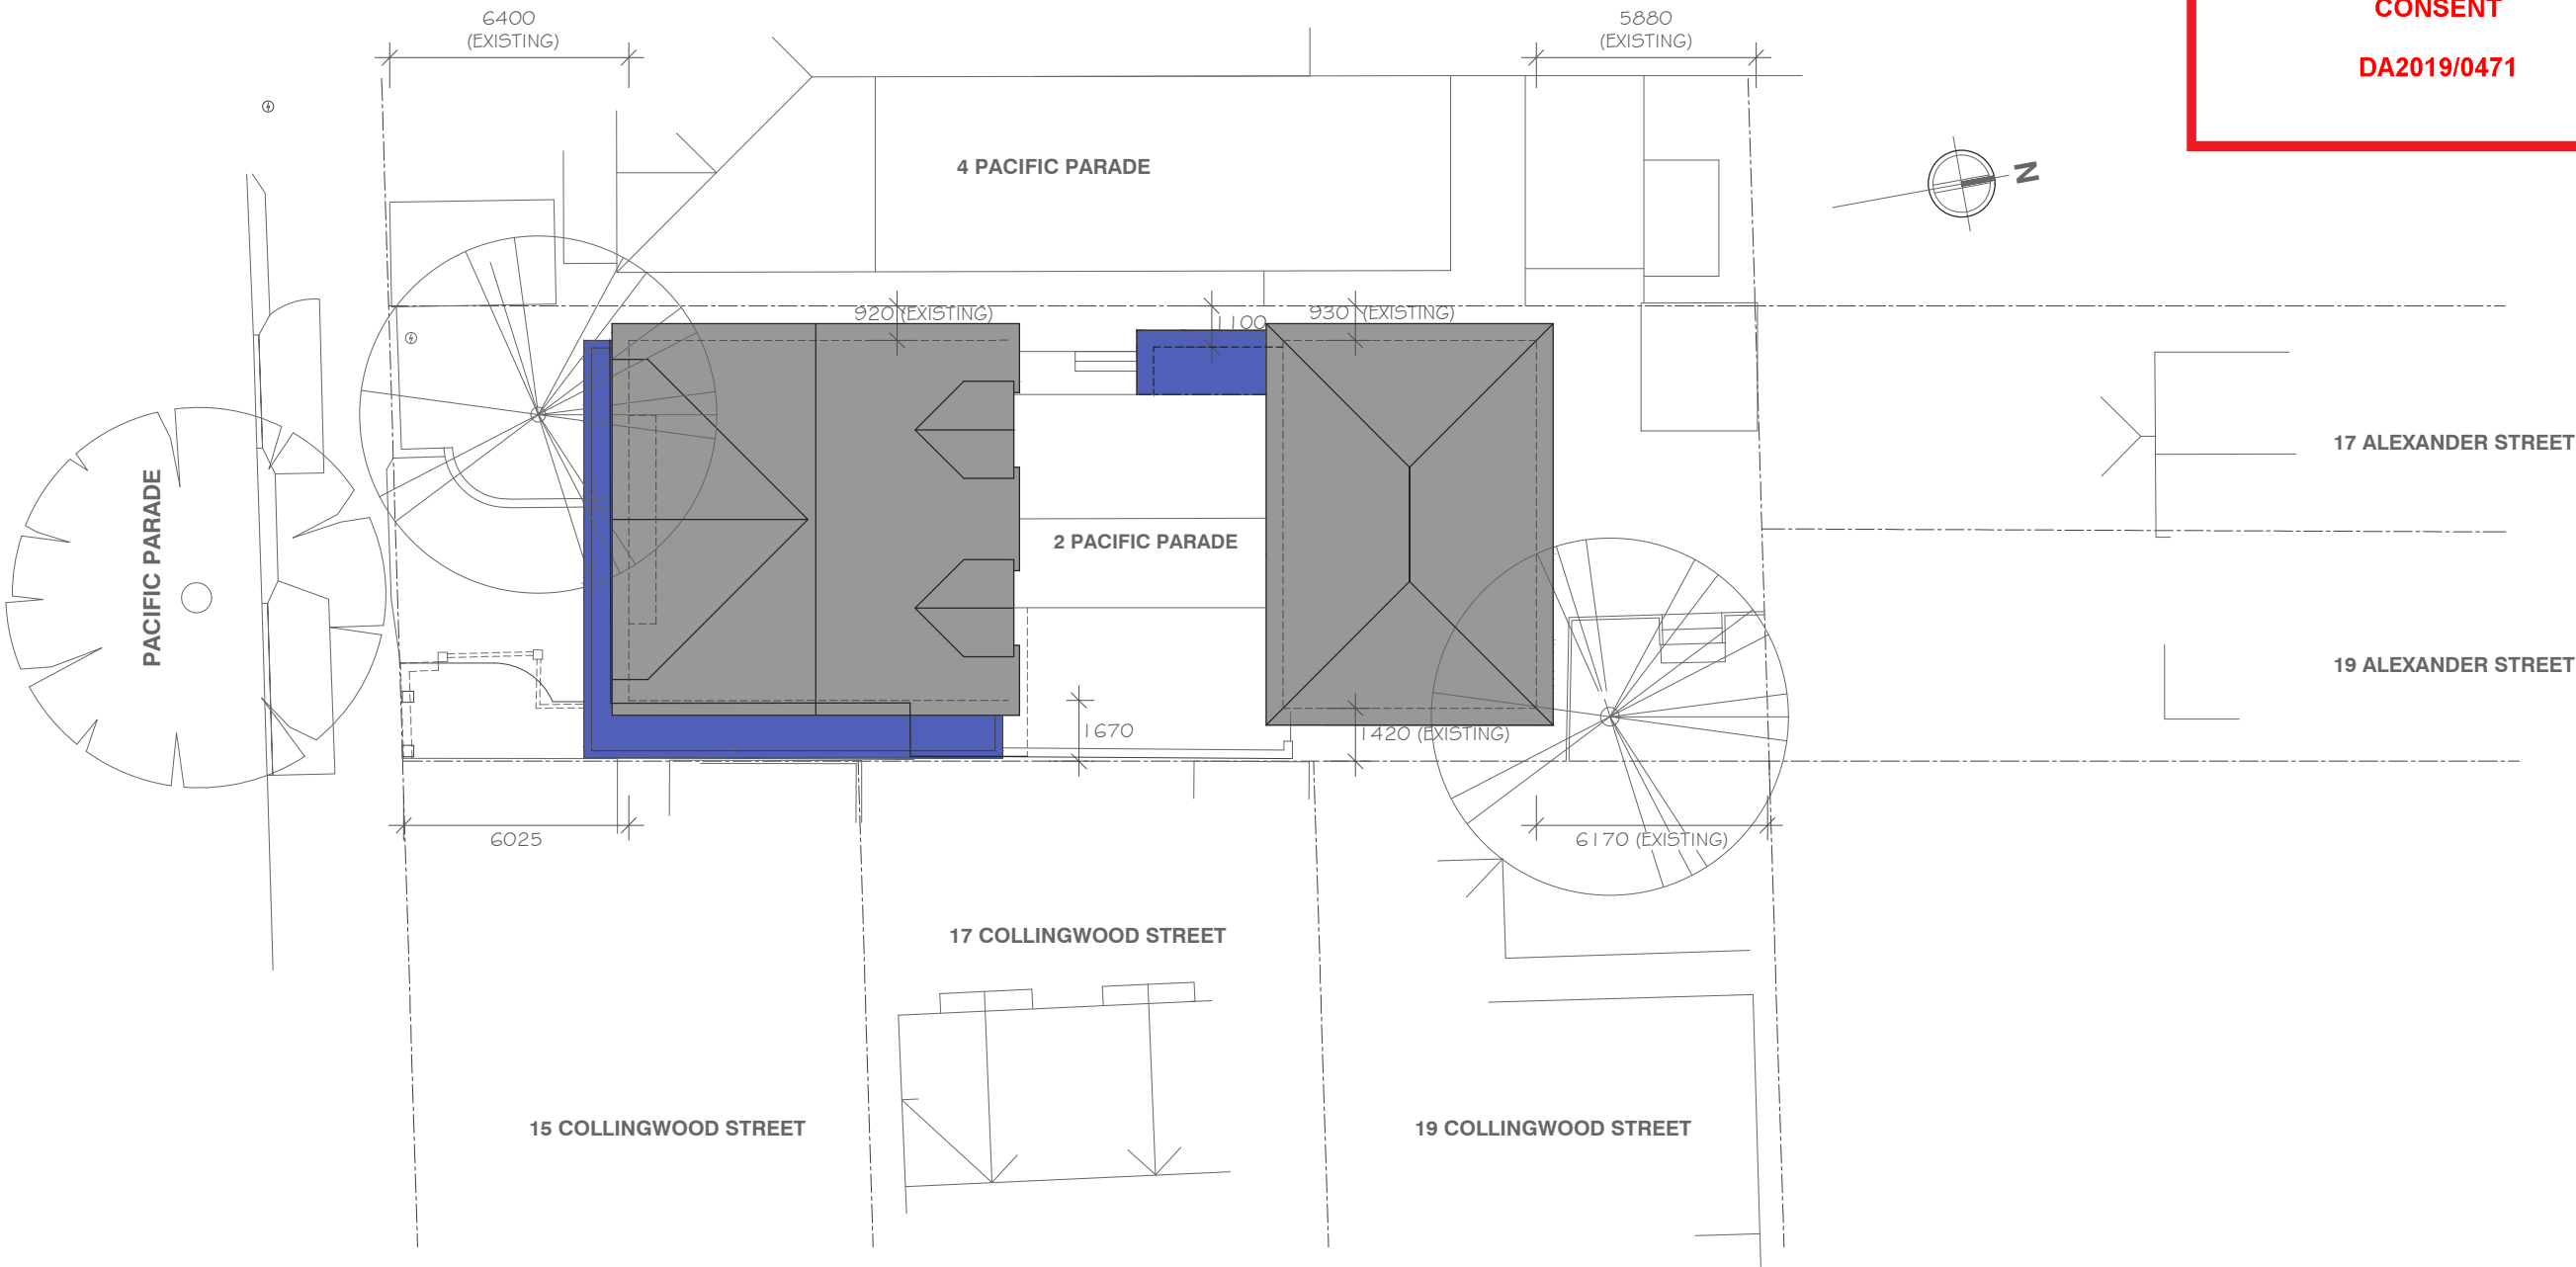 6400
(EXISTING)
5880
(EXISTING)
CONSENT
DA2019/0471
4 PACIFIC PARADE
N
920 (EXISTING)
1100
930 (EXISTING)
17 ALEXANDER STREET
PACIFIC PARADE
2 PACIFIC PARADE
19 ALEXANDER STREET
1670
1420 (EXISTING)
6025
6170 (EXISTING)
17 COLLINGWOOD STREET
15 COLLINGWOOD STREET
19 COLLINGWOOD STREET